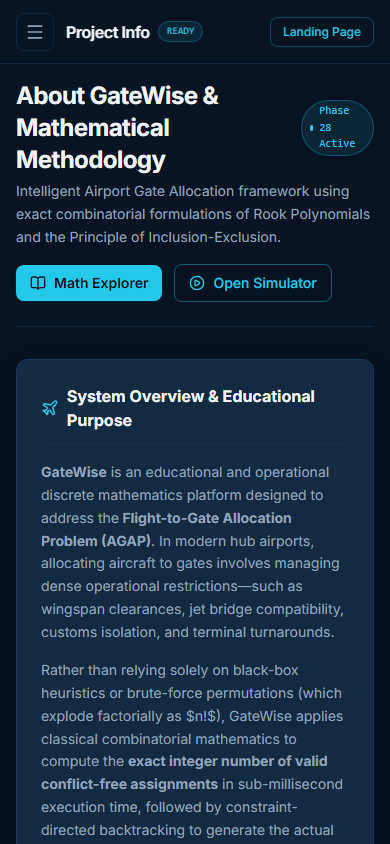 Project Info
READY
Landing Page
About GateWise &
Mathematical
Methodology
Phase
28
Active
Intelligent Airport Gate Allocation framework using
exact combinatorial formulations of Rook Polynomials
and the Principle of Inclusion-Exclusion.
Math Explorer
Open Simulator
System Overview & Educational
Purpose
GateWise is an educational and operational
discrete mathematics platform designed to
address the Flight-to-Gate Allocation
Problem (AGAP). In modern hub airports,
allocating aircraft to gates involves managing
dense operational restrictions—such as
wingspan clearances, jet bridge compatibility,
customs isolation, and terminal turnarounds.
Rather than relying solely on black-box
heuristics or brute-force permutations (which
explode factorially as $n!$), GateWise applies
classical combinatorial mathematics to
compute the exact integer number of valid
conflict-free assignments in sub-millisecond
execution time, followed by constraint-
directed backtracking to generate the actual